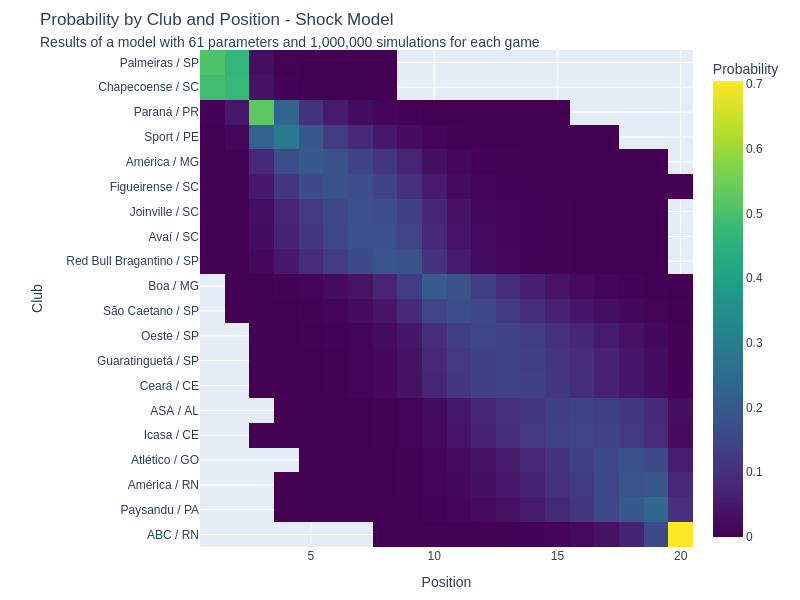 Probability by Club and Position - Shock Model
Results of a model with 61 parameters and 1,000,000 simulations for each game
Probability
Palmeiras / SP
Chapecoense / SC
Paraná / PR
Sport / PE
América / MG
Figueirense / SC
Joinville / SC
Avaí / SC
Red Bull Bragantino / SP
Boa / MG
São Caetano / SP
Oeste / SP
Guaratinguetá / SP
Ceará / CE
ASA / AL
Icasa / CE
Atlético / GO
América / RN
Paysandu / PA
ABC / RN
Club
5
10
15
20
Position
0.7
0.6
0.5
0.4
0.3
0.2
0.1
0